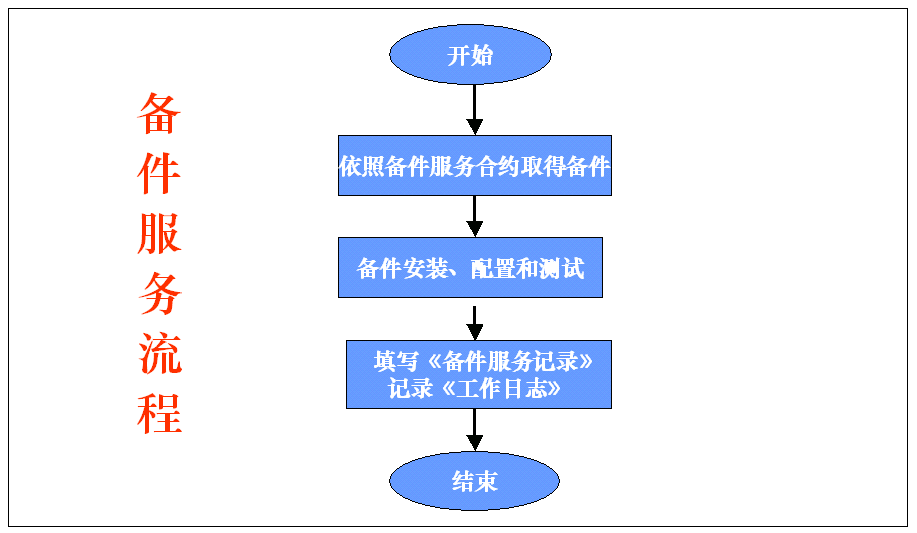 备件服务流程
开始
依照备件服务合约取得备件
备件安装、配置和测试
填写《备件服务记录》
记录《工作日志》
结束